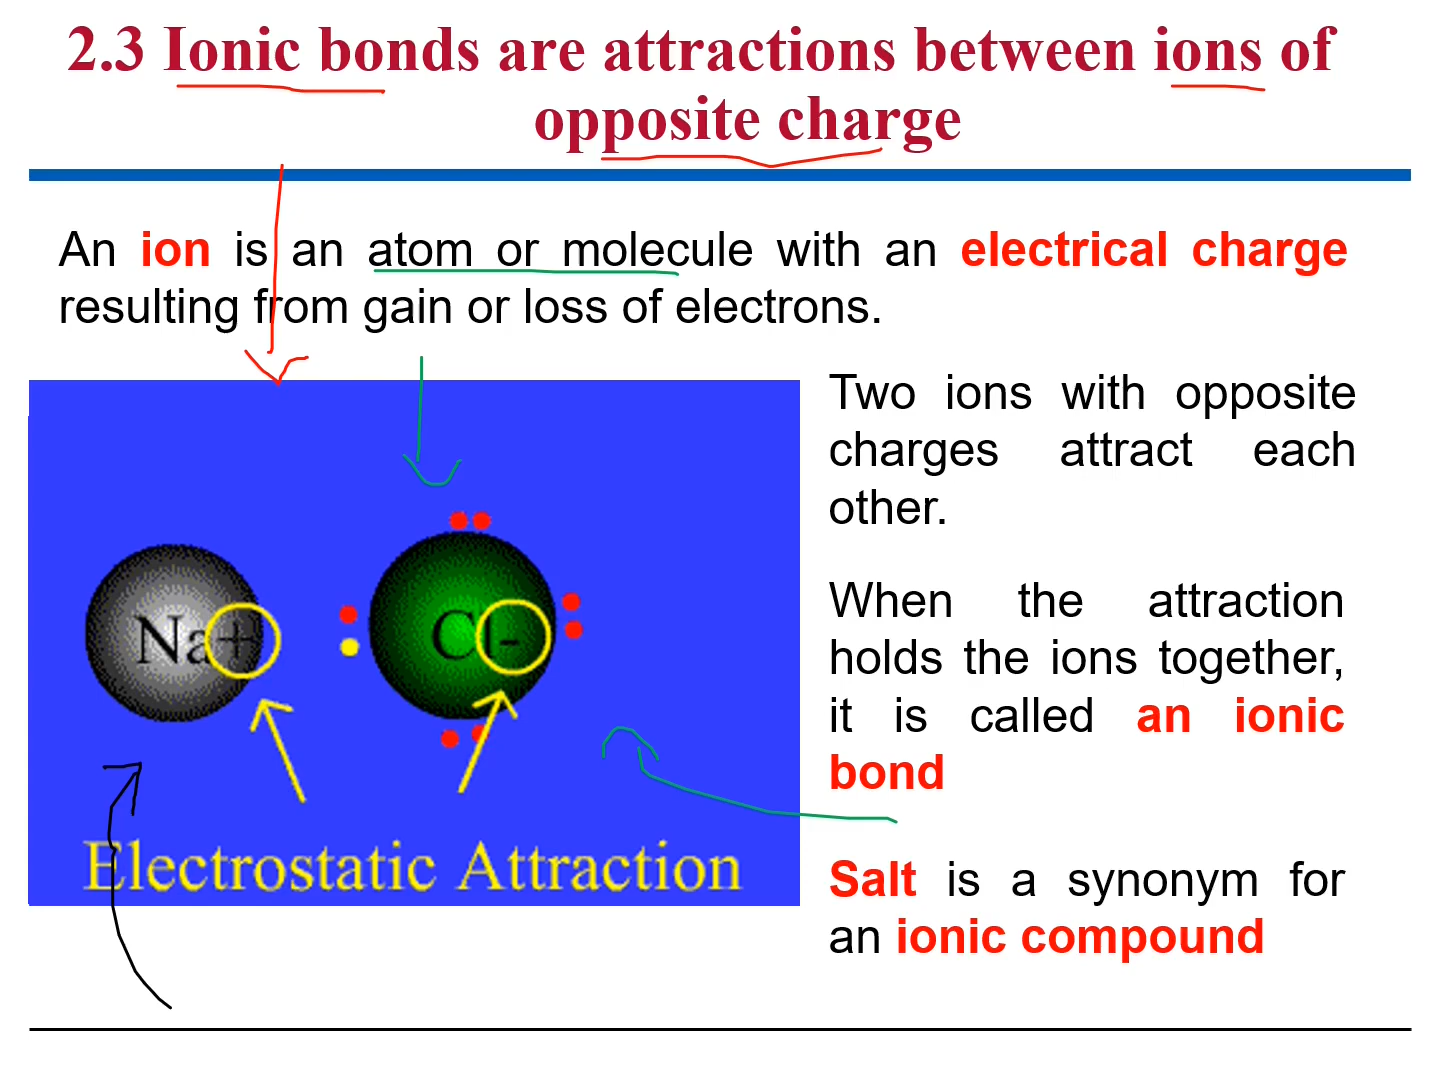 2.3 Ionic bonds are attractions between ions of
opposite charge
An ion is an atom or molecule with an electrical charge
resulting from gain or loss of electrons.
Two ions with opposite
charges attract each
other.
When the attraction
holds the ions together,
it is called an ionic
bond
Salt is a synonym for
an ionic compound
Na+
Cl-
Electrostatic Attraction